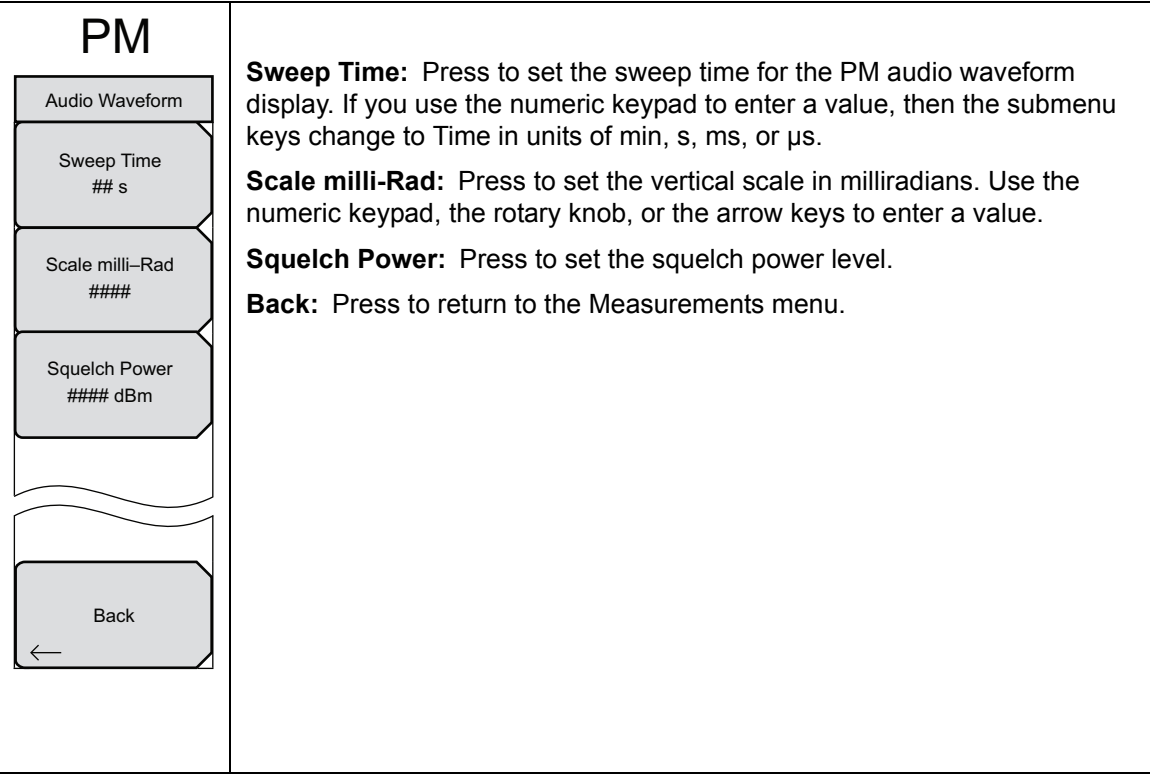 PM
Audio Waveform
Sweep Time
## s
Scale milli–Rad
####
Squelch Power
#### dBm
Back
Sweep Time: Press to set the sweep time for the PM audio waveform
display. If you use the numeric keypad to enter a value, then the submenu
keys change to Time in units of min, s, ms, or µs.
Scale milli-Rad: Press to set the vertical scale in milliradians. Use the
numeric keypad, the rotary knob, or the arrow keys to enter a value.
Squelch Power: Press to set the squelch power level.
Back: Press to return to the Measurements menu.